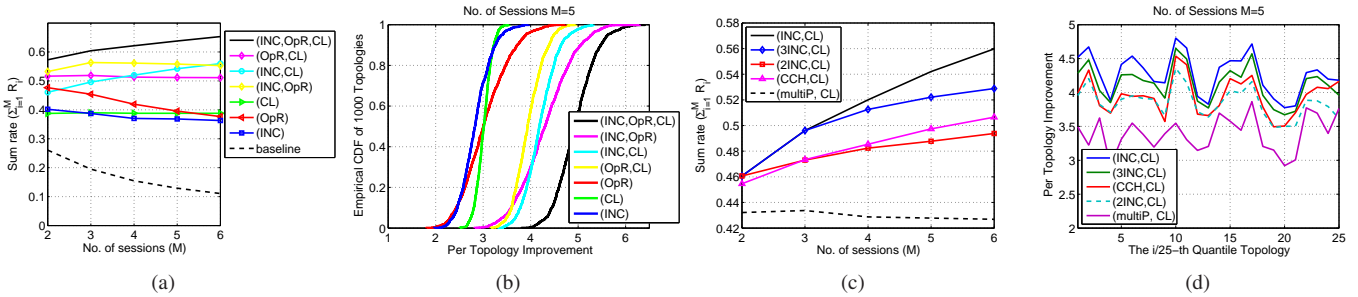 0.6
0.5
0.4
0.3
0.2
0.1
0
2
3
4
5
6
Sum rate (Σ_{i=1}^M R_i)
No. of sessions (M)
(INC,OpR,CL)
(OpR,CL)
(INC,CL)
(INC,OpR)
(CL)
(OpR)
(INC)
baseline
(a)
No. of Sessions M=5
1
0.8
0.6
0.4
0.2
0
1
2
3
4
5
6
Empirical CDF of 1000 Topologies
Per Topology Improvement
(INC,OpR,CL)
(INC,OpR)
(INC,CL)
(OpR,CL)
(OpR)
(CL)
(INC)
(b)
0.58
0.56
0.54
0.52
0.5
0.48
0.46
0.44
0.42
2
3
4
5
6
Sum rate (Σ_{i=1}^M R_i)
No. of sessions (M)
(INC,CL)
(3INC,CL)
(2INC,CL)
(CCH,CL)
(multiP, CL)
(c)
No. of Sessions M=5
5
4.5
4
3.5
3
2.5
2
5
10
15
20
25
Per Topology Improvement
The i/25−th Quantile Topology
(INC,CL)
(3INC,CL)
(CCH,CL)
(2INC,CL)
(multiP, CL)
(d)